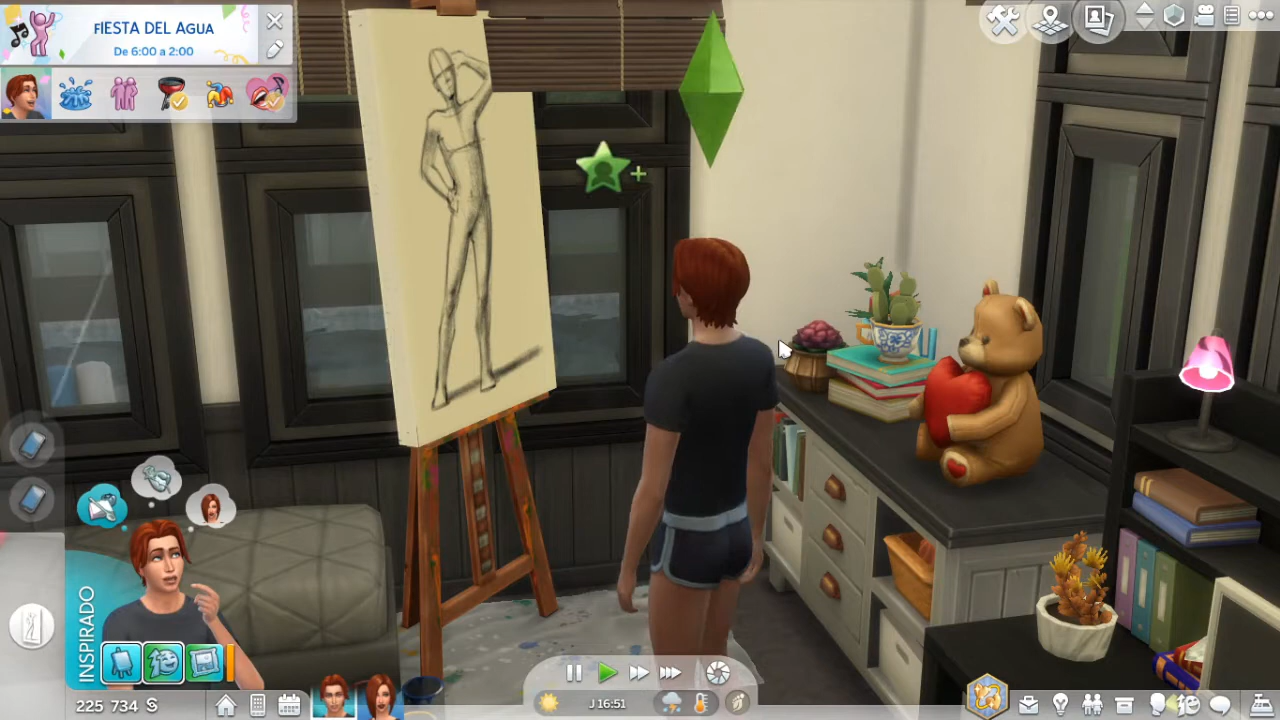 FIESTA DEL AGUA
De 6:00 a 2:00
INSPIRADO
225 734 §
J 16:51